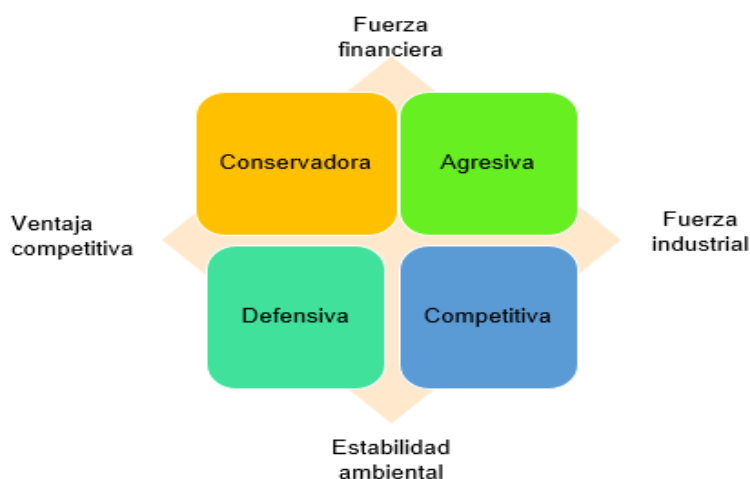 Fuerza
financiera
Conservadora
Agresiva
Ventaja
competitiva
Fuerza
industrial
Defensiva
Competitiva
Estabilidad
ambiental